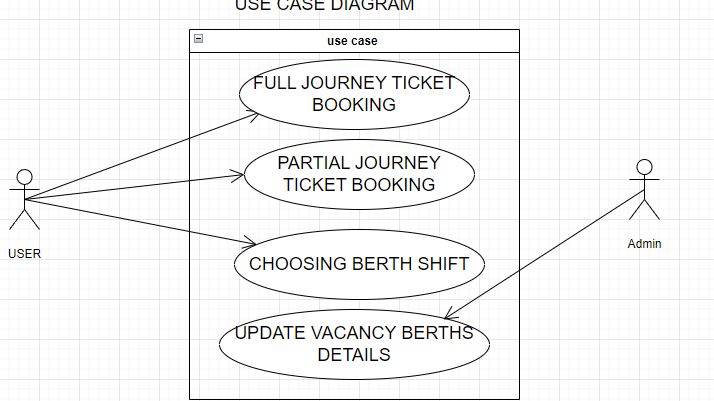 USE CASE DIAGRAM
use case
FULL JOURNEY TICKET
BOOKING
PARTIAL JOURNEY
TICKET BOOKING
USER
Admin
CHOOSING BERTH SHIFT
UPDATE VACANCY BERTHS
DETAILS